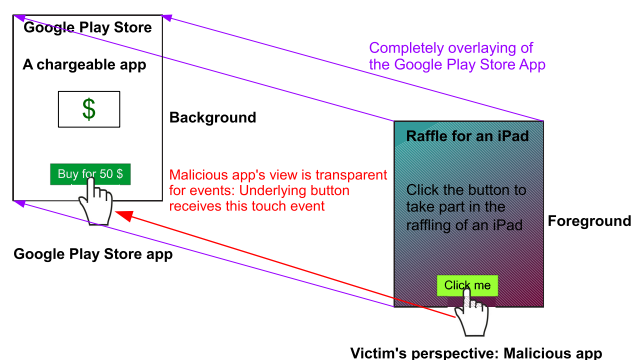 Google Play Store
A chargeable app
$
Buy for 50 $
Background
Google Play Store app
Malicious app's view is transparent
for events: Underlying button
receives this touch event
Completely overlaying of
the Google Play Store App
Raffle for an iPad
Click the button to
take part in the
raffling of an iPad
Click me
Foreground
Victim's perspective: Malicious app